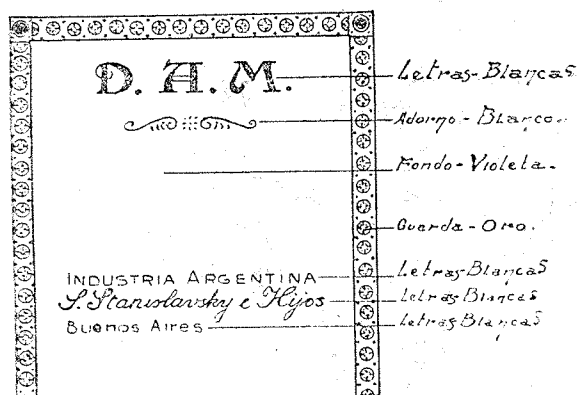 D. A. M. Letras-Blancas
Adorno-Blanco.
Fondo-Violeta.
Guarda-Oro.
INDUSTRIA ARGENTINA Letras Blancas
S. Stanislavsky e Hijos Letras Blancas
Buenos Aires Letras Blancas